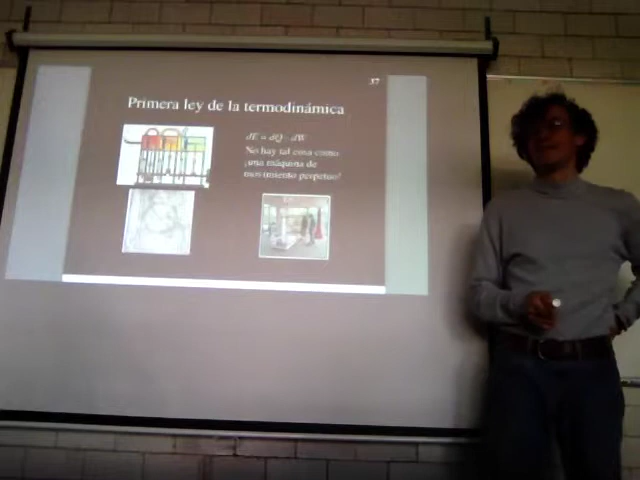 37
Primera ley de la termodinámica
dE = dQ - dW
No hay tal cosa como
¡una máquina de
movimiento perpetuo!